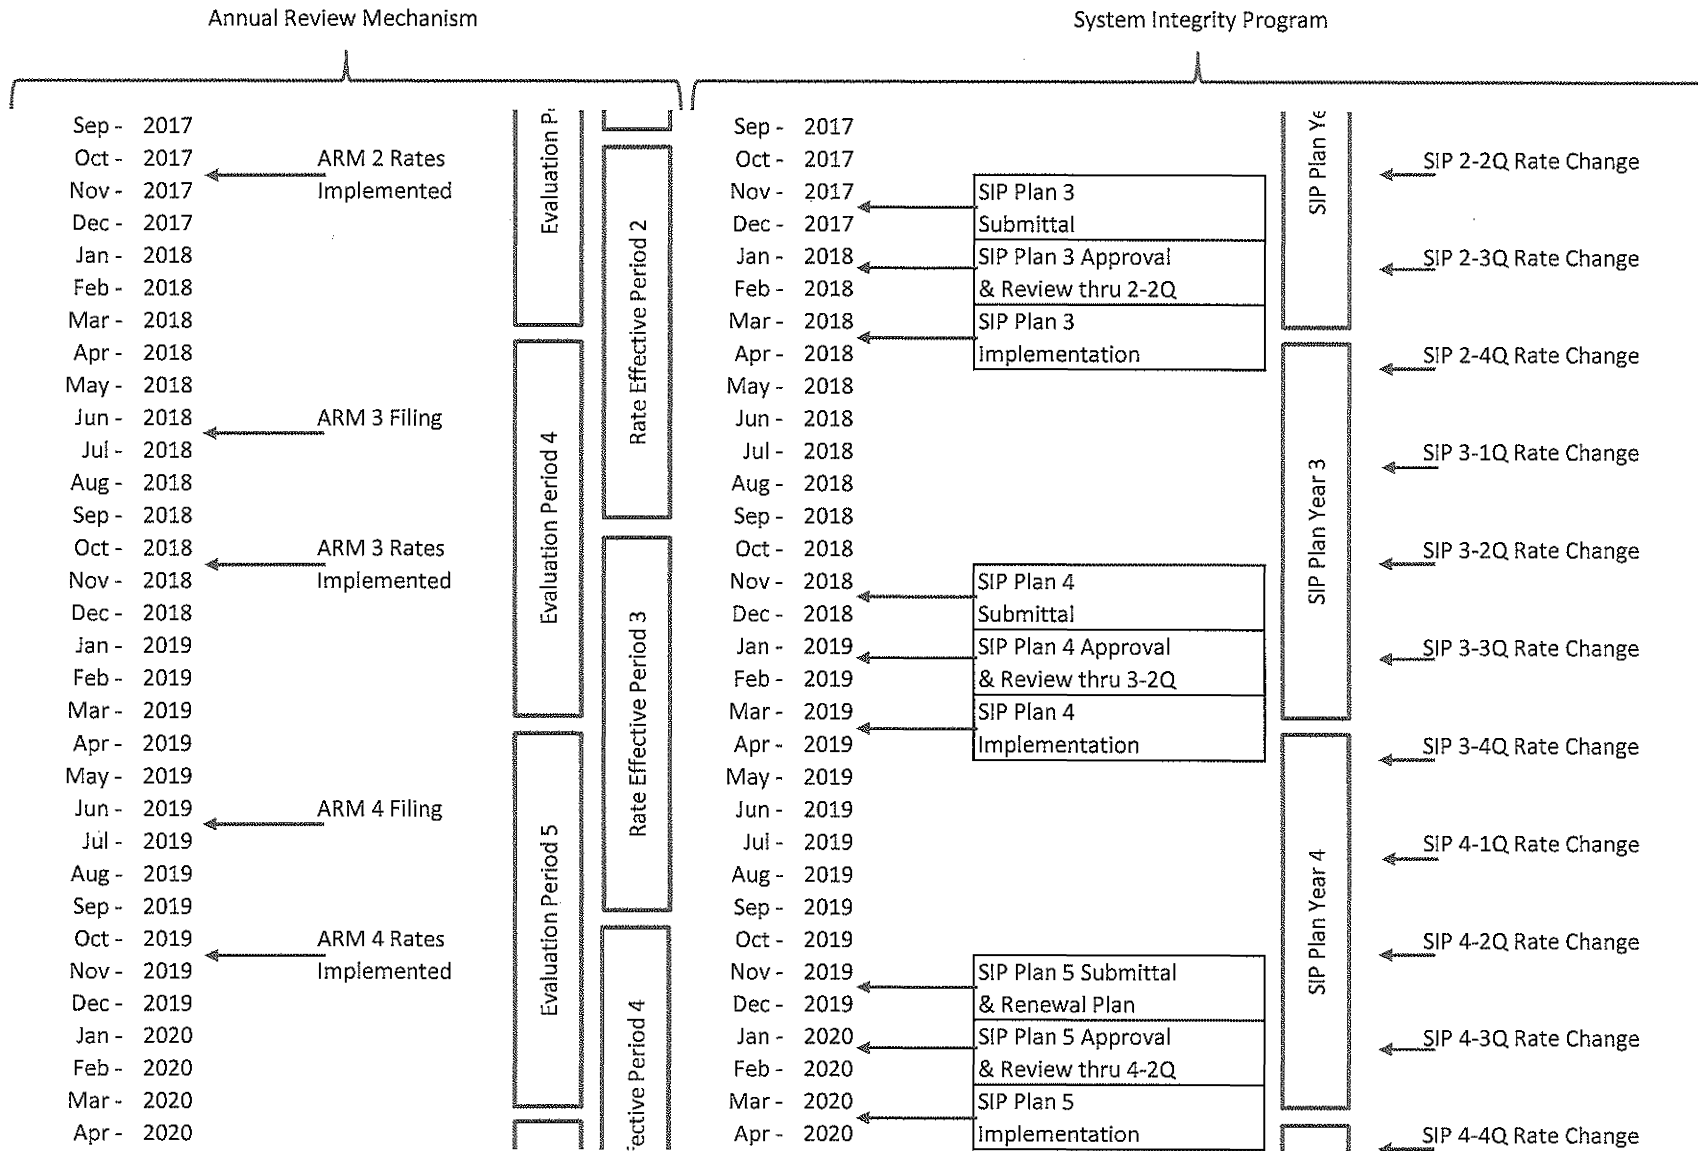 Annual Review Mechanism
Sep - 2017
Oct - 2017
Nov - 2017
Dec - 2017
Jan - 2018
Feb - 2018
Mar - 2018
Apr - 2018
May - 2018
Jun - 2018
Jul - 2018
Aug - 2018
Sep - 2018
Oct - 2018
Nov - 2018
Dec - 2018
Jan - 2019
Feb - 2019
Mar - 2019
Apr - 2019
May - 2019
Jun - 2019
Jul - 2019
Aug - 2019
Sep - 2019
Oct - 2019
Nov - 2019
Dec - 2019
Jan - 2020
Feb - 2020
Mar - 2020
Apr - 2020
ARM 2 Rates
Implemented
ARM 3 Filing
ARM 3 Rates
Implemented
ARM 4 Filing
ARM 4 Rates
Implemented
Evaluation P
Evaluation Period 4
Evaluation Period 5
Rate Effective Period 2
Rate Effective Period 3
fective Period 4
System Integrity Program
Sep - 2017
Oct - 2017
Nov - 2017
Dec - 2017
Jan - 2018
Feb - 2018
Mar - 2018
Apr - 2018
May - 2018
Jun - 2018
Jul - 2018
Aug - 2018
Sep - 2018
Oct - 2018
Nov - 2018
Dec - 2018
Jan - 2019
Feb - 2019
Mar - 2019
Apr - 2019
May - 2019
Jun - 2019
Jul - 2019
Aug - 2019
Sep - 2019
Oct - 2019
Nov - 2019
Dec - 2019
Jan - 2020
Feb - 2020
Mar - 2020
Apr - 2020
SIP Plan 3
Submittal
SIP Plan 3 Approval
& Review thru 2-2Q
SIP Plan 3
Implementation
SIP Plan 4
Submittal
SIP Plan 4 Approval
& Review thru 3-2Q
SIP Plan 4
Implementation
SIP Plan 5 Submittal
& Renewal Plan
SIP Plan 5 Approval
& Review thru 4-2Q
SIP Plan 5
Implementation
SIP Plan Ye
SIP Plan Year 3
SIP Plan Year 4
SIP 2-2Q Rate Change
SIP 2-3Q Rate Change
SIP 2-4Q Rate Change
SIP 3-1Q Rate Change
SIP 3-2Q Rate Change
SIP 3-3Q Rate Change
SIP 3-4Q Rate Change
SIP 4-1Q Rate Change
SIP 4-2Q Rate Change
SIP 4-3Q Rate Change
SIP 4-4Q Rate Change